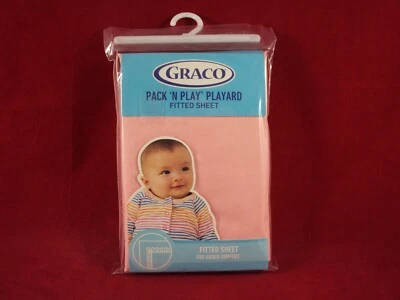 GRACO
PACK 'N PLAY® PLAYARD
FITTED SHEET
FITTED SHEET